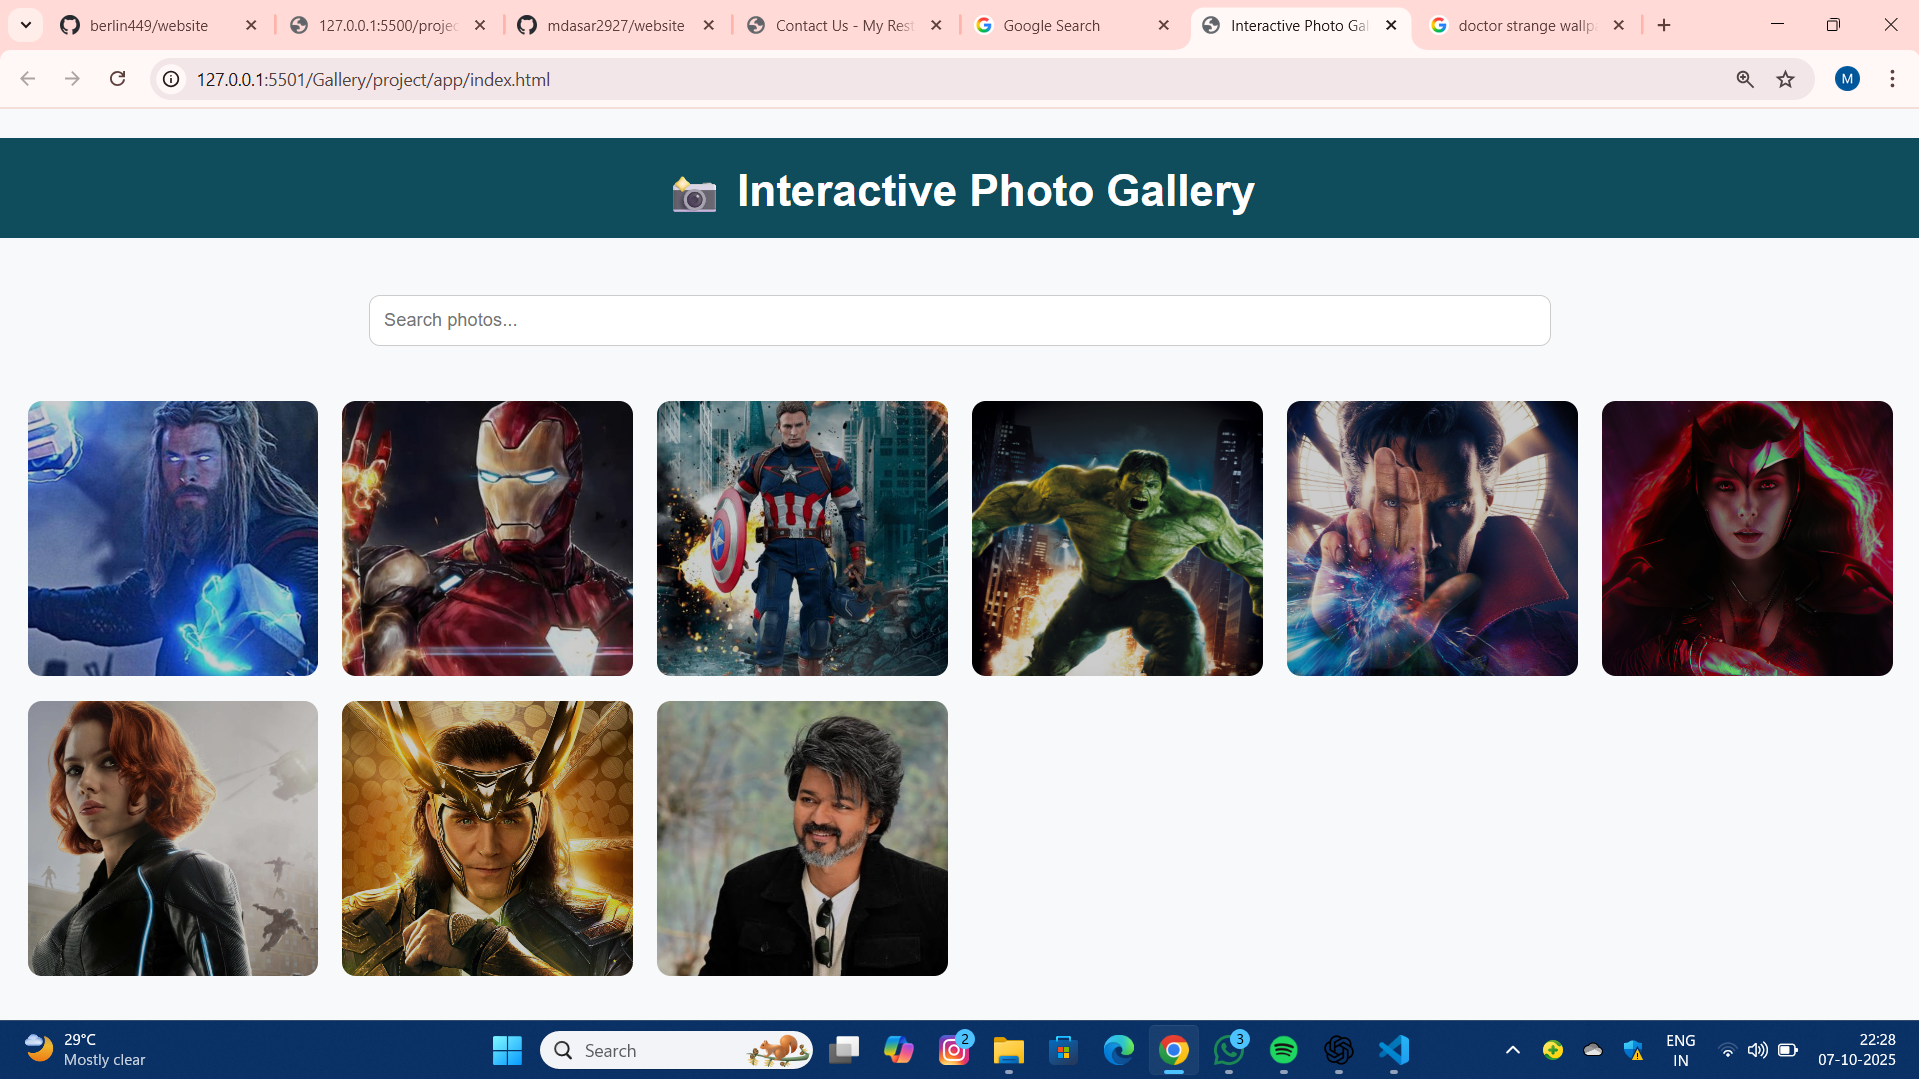 berlin449/website
127.0.0.1:5500/projec
mdasar2927/website
Contact Us - My Rest
Google Search
Interactive Photo Gal
doctor strange wallpa
127.0.0.1:5501/Gallery/project/app/index.html
M
Interactive Photo Gallery
Search photos...
29°C
Mostly clear
Search
2
3
ENG
IN
22:28
07-10-2025